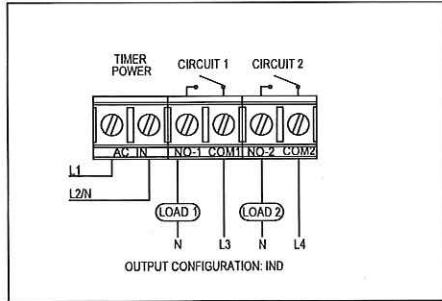 TIMER
POWER
CIRCUIT 1
CIRCUIT 2
AC IN
NO-1
COM1
NO-2
COM2
L1
L2/N
LOAD 1
LOAD 2
N
L3
N
L4
OUTPUT CONFIGURATION: IND